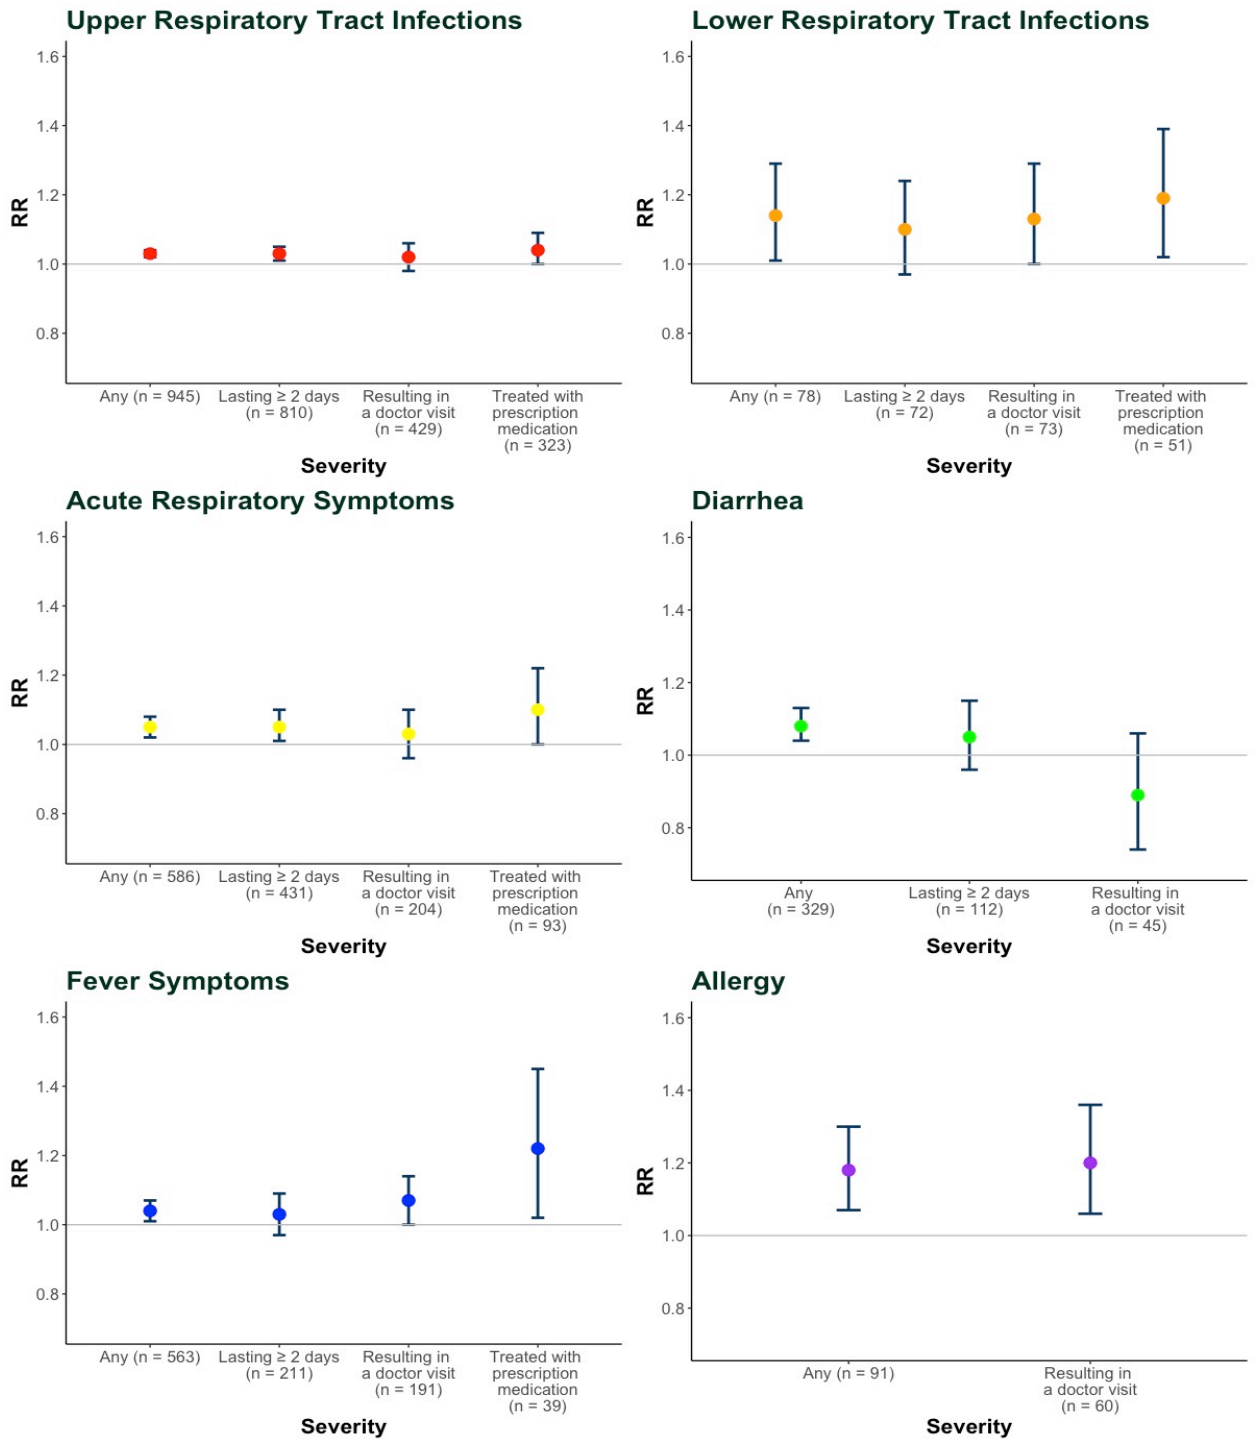 Upper Respiratory Tract Infections
1.6
1.4
1.2
1.0
0.8
RR
Any (n = 945)
Lasting ≥ 2 days
(n = 810)
Resulting in
a doctor visit
(n = 429)
Treated with
prescription
medication
(n = 323)
Severity
Lower Respiratory Tract Infections
1.6
1.4
1.2
1.0
0.8
RR
Any (n = 78)
Lasting ≥ 2 days
(n = 72)
Resulting in
a doctor visit
(n = 73)
Treated with
prescription
medication
(n = 51)
Severity
Acute Respiratory Symptoms
1.6
1.4
1.2
1.0
0.8
RR
Any (n = 586)
Lasting ≥ 2 days
(n = 431)
Resulting in
a doctor visit
(n = 204)
Treated with
prescription
medication
(n = 93)
Severity
Diarrhea
1.6
1.4
1.2
1.0
0.8
RR
Any
(n = 329)
Lasting ≥ 2 days
(n = 112)
Resulting in
a doctor visit
(n = 45)
Severity
Fever Symptoms
1.6
1.4
1.2
1.0
0.8
RR
Any (n = 563)
Lasting ≥ 2 days
(n = 211)
Resulting in
a doctor visit
(n = 191)
Treated with
prescription
medication
(n = 39)
Severity
Allergy
1.6
1.4
1.2
1.0
0.8
RR
Any (n = 91)
Resulting in
a doctor visit
(n = 60)
Severity